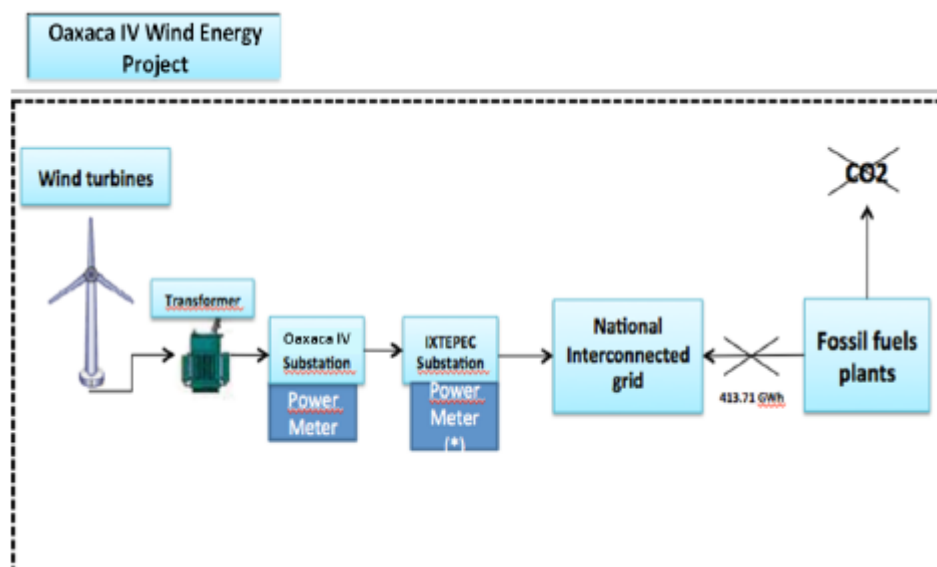 Oaxaca IV Wind Energy
Project
Wind turbines
CO2
Transformer
Oaxaca IV
Substation
IXTEPEC
Substation
National
Interconnected
grid
Fossil fuels
plants
413.71 GWh
Power
Meter
Power
Meter
(*)